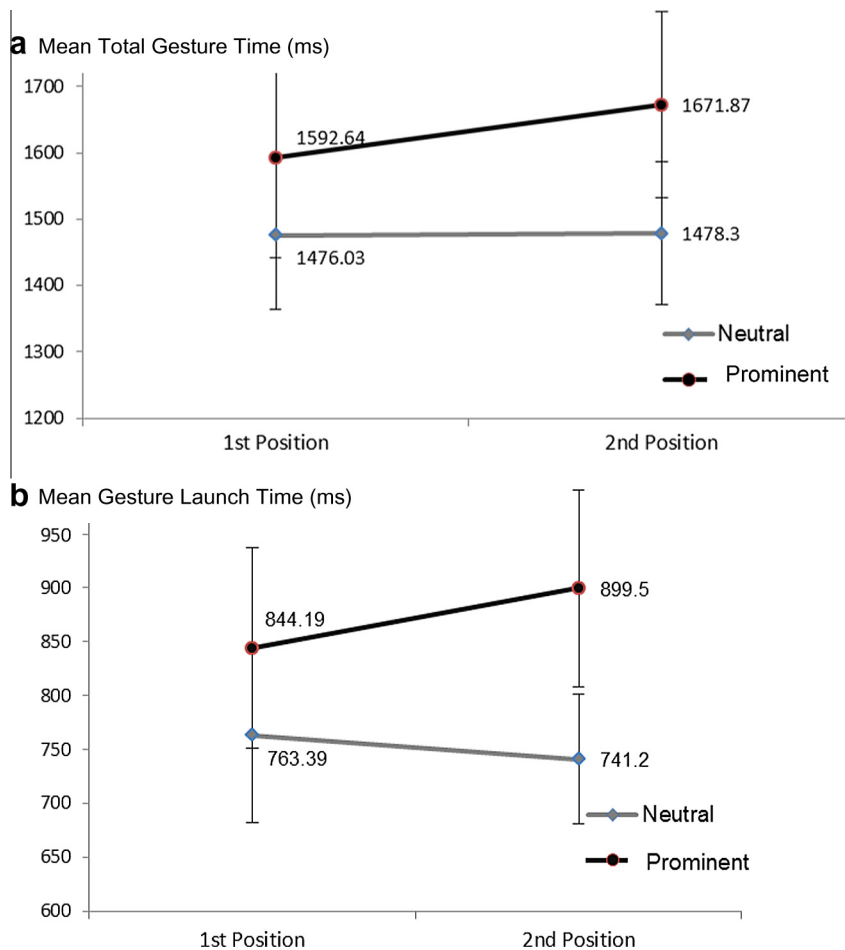 a Mean Total Gesture Time (ms)
1700
1671.87
1592.64
1600
1500
1478.3
1476.03
1400
Neutral
1300
Prominent
1200
1st Position 2nd Position
b Mean Gesture Launch Time (ms)
950
900
899.5
844.19
850
800
763.39
741.2
750
Neutral
700
Prominent
650
600
1st Position 2nd Position